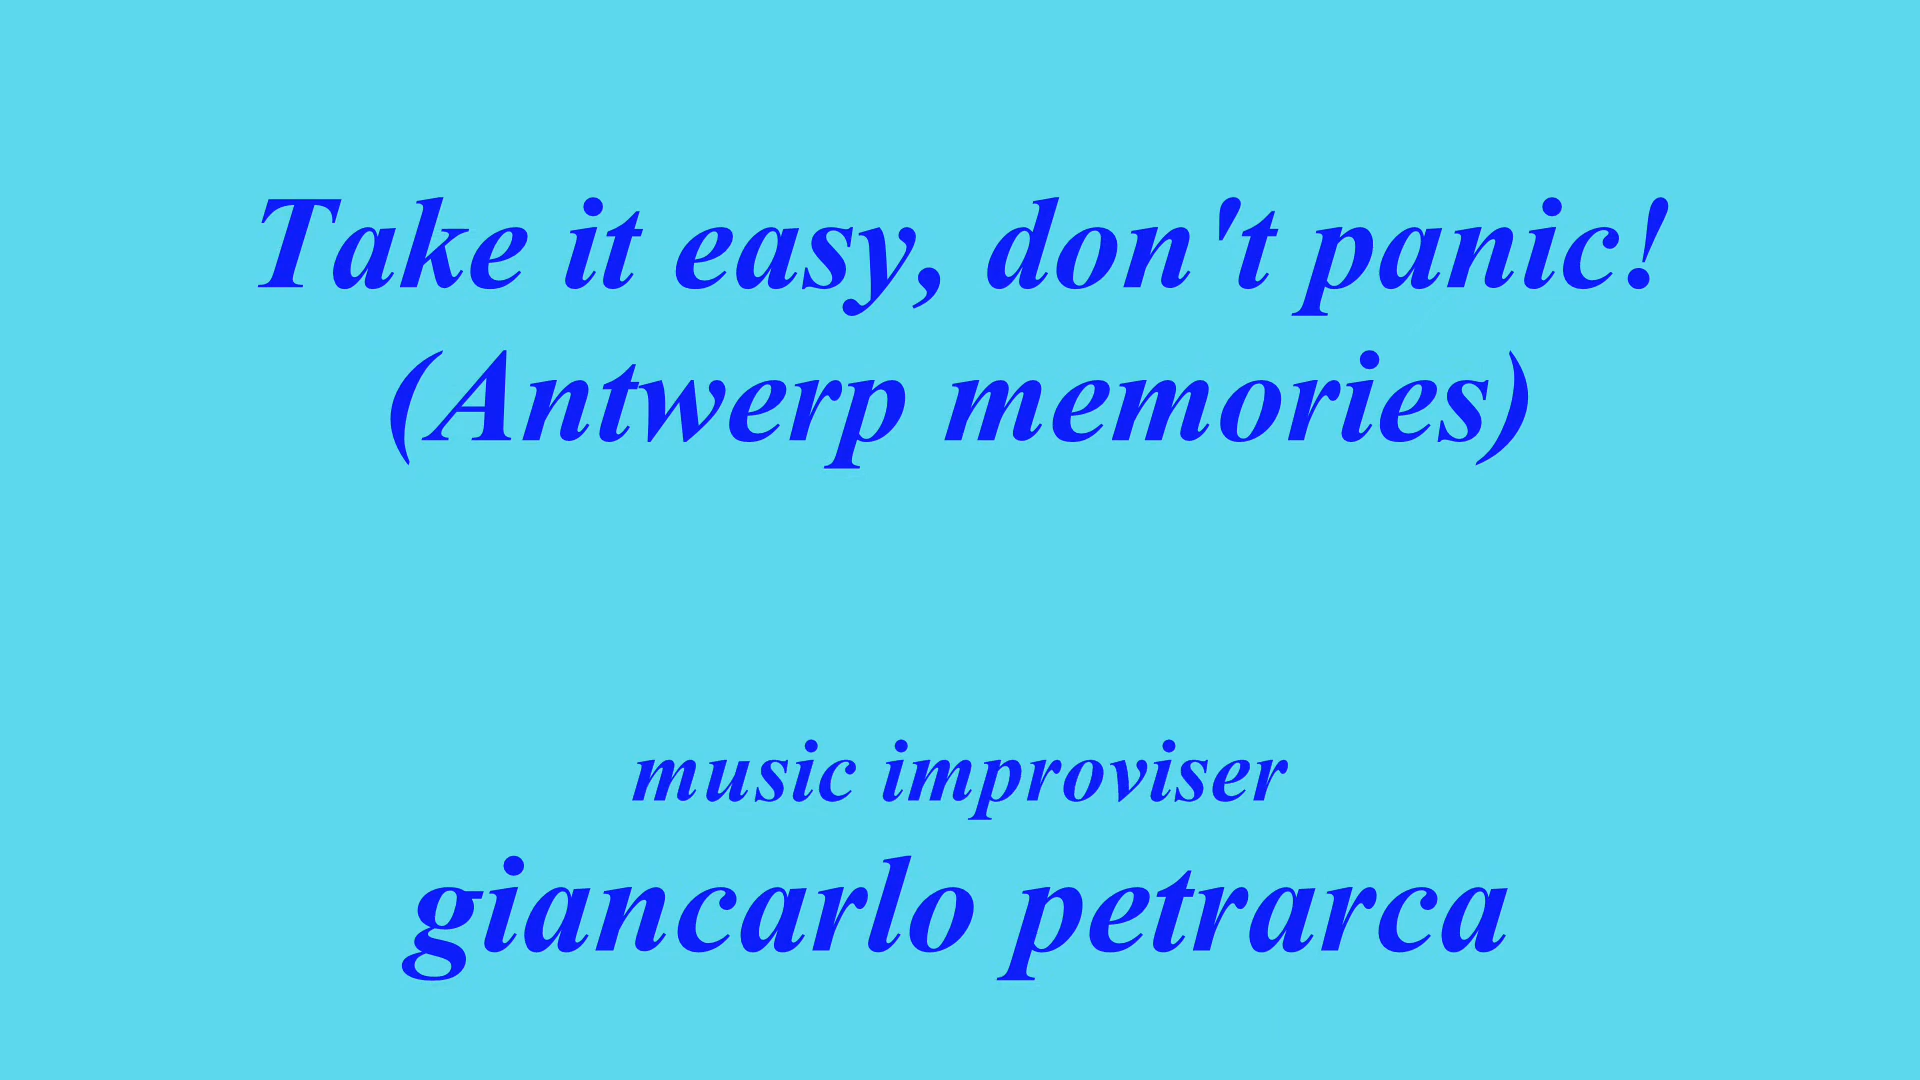 Take it easy, don't panic!
(Antwerp memories)
music improviser
giancarlo petrarca